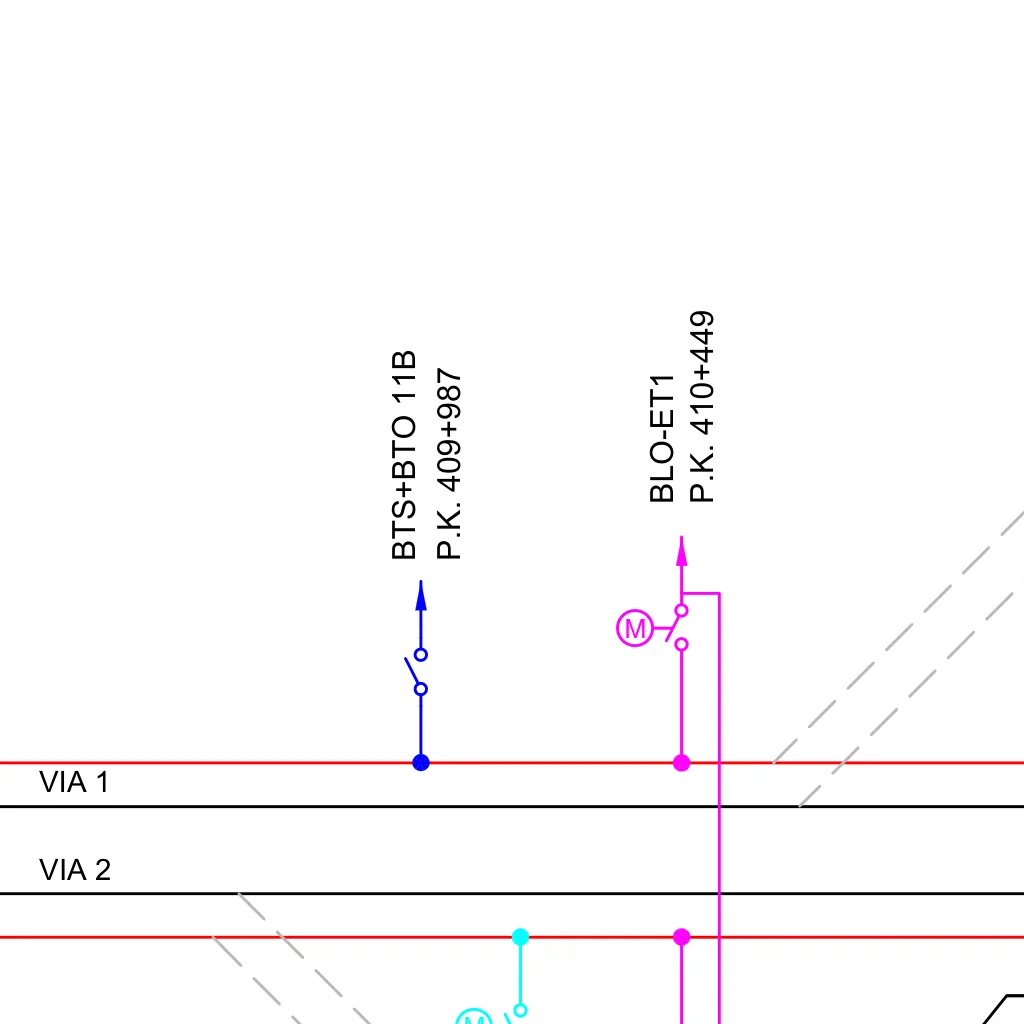 BTS+BTO 11B
P.K. 409+987
BLO-ET1
P.K. 410+449
M
VIA 1
VIA 2
M